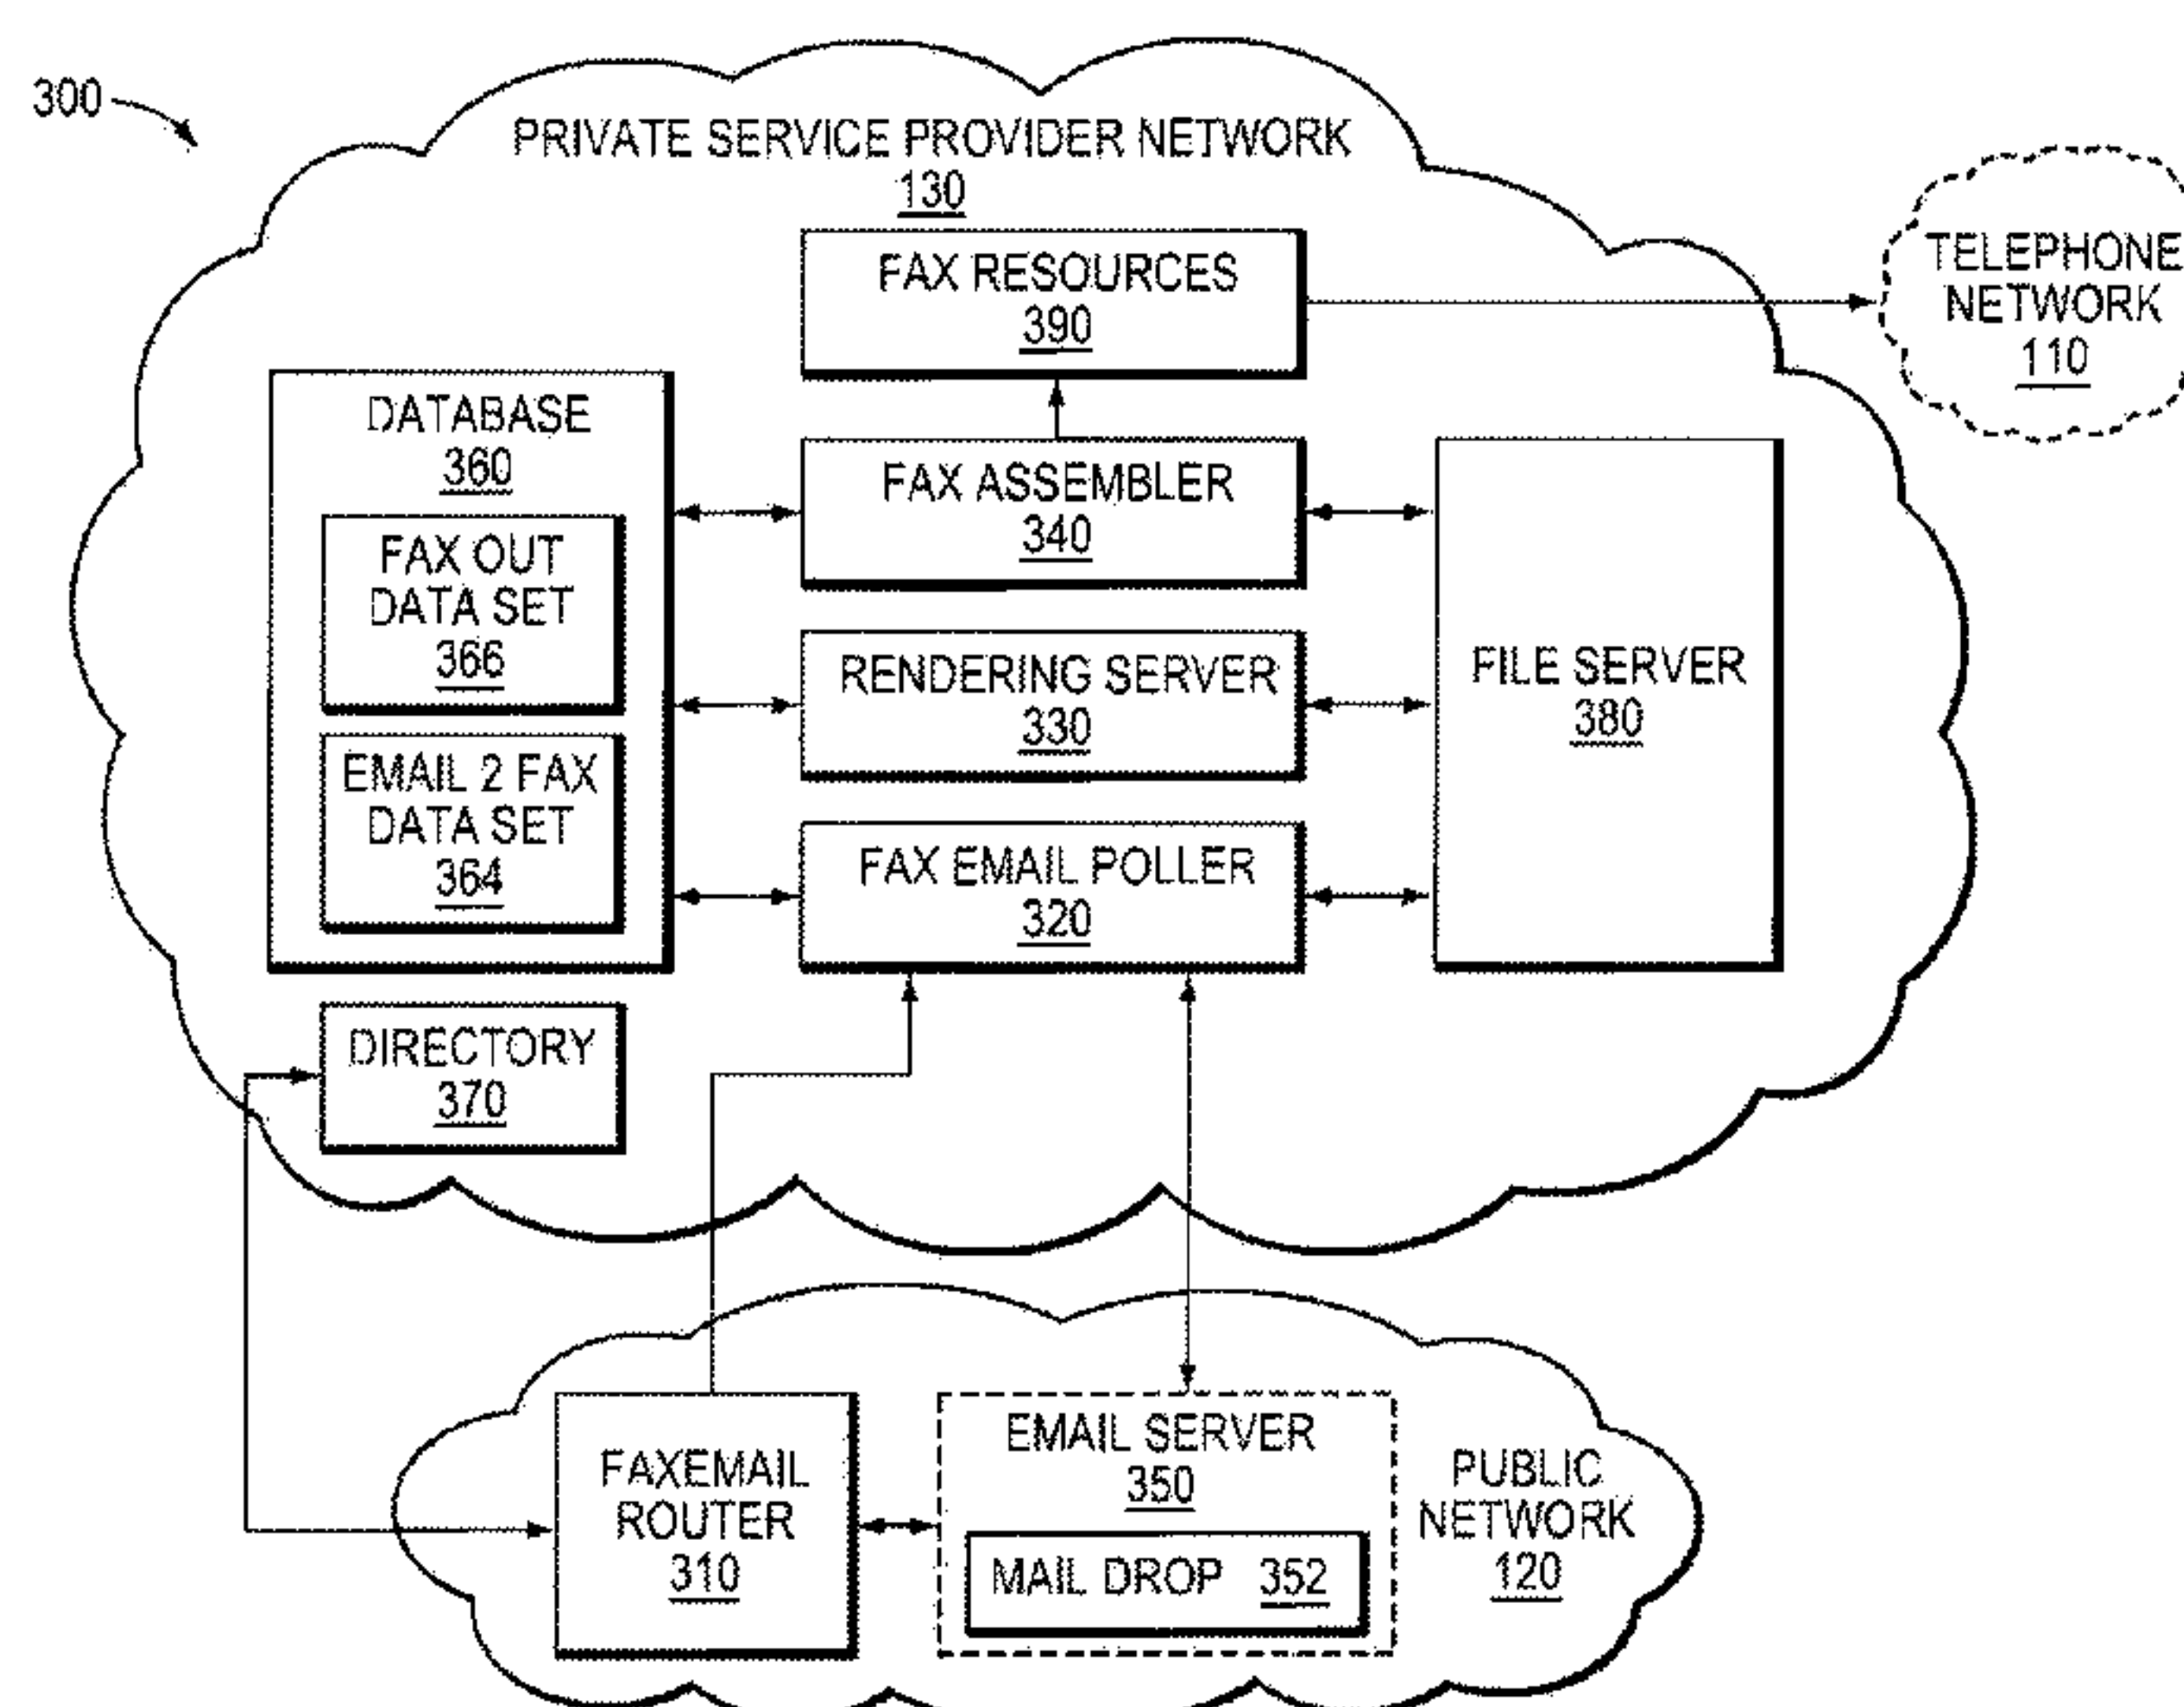 300
PRIVATE SERVICE PROVIDER NETWORK
130
FAX RESOURCES
390
TELEPHONE
NETWORK
110
DATABASE
360
FAX OUT
DATA SET
366
EMAIL 2 FAX
DATA SET
364
FAX ASSEMBLER
340
RENDERING SERVER
330
FAX EMAIL POLLER
320
FILE SERVER
380
DIRECTORY
370
FAXEMAIL
ROUTER
310
EMAIL SERVER
350
MAIL DROP 352
PUBLIC
NETWORK
120